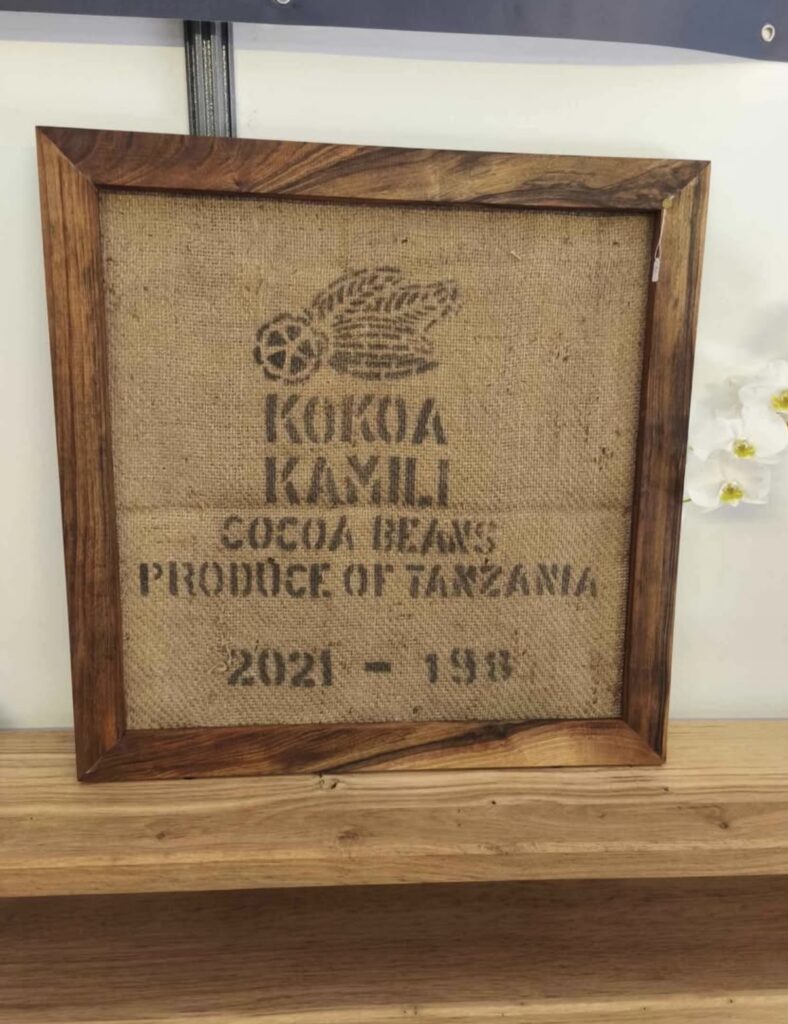 KOKOA
KAMILI
COCOA BEANS
PRODUCE OF TANZANIA
2021 - 198